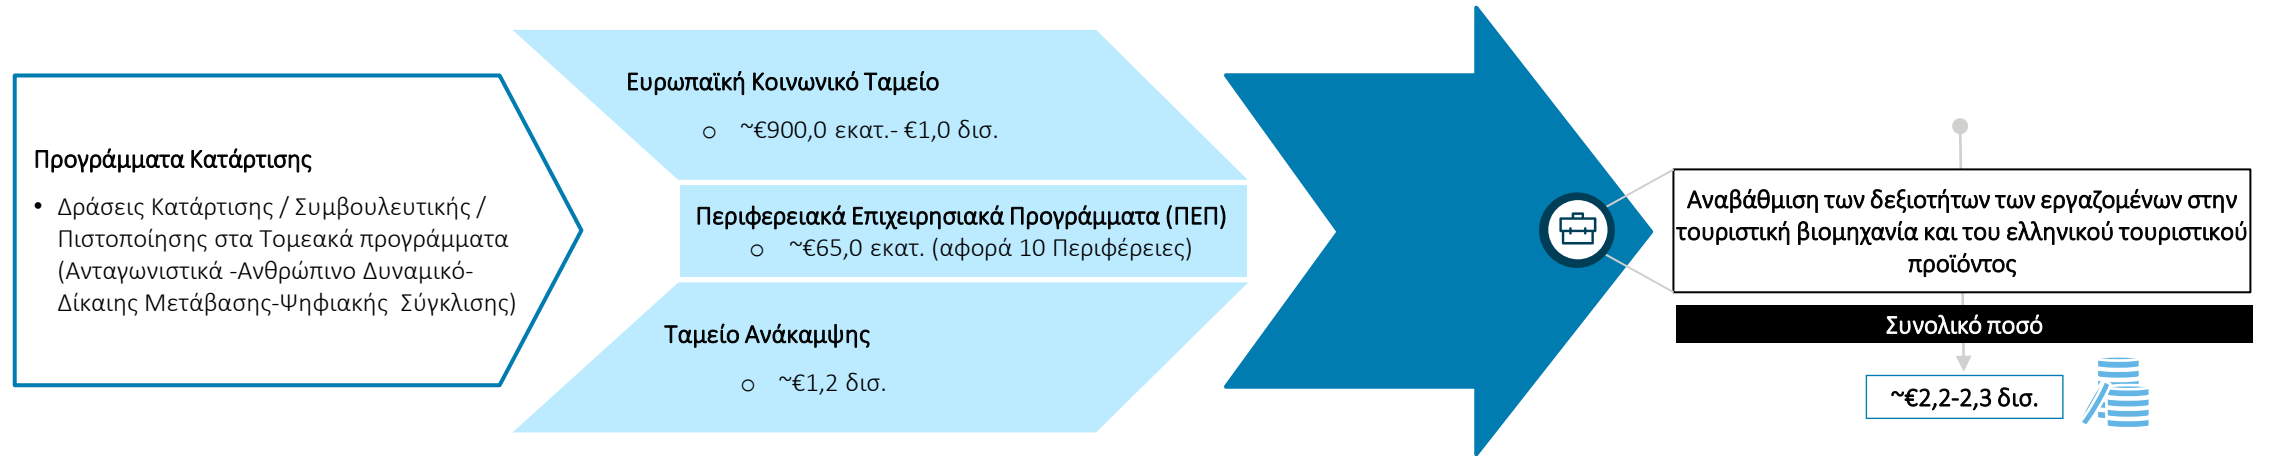 Προγράμματα Κατάρτισης
• Δράσεις Κατάρτισης / Συμβουλευτικής /
Πιστοποίησης στα Τομεακά προγράμματα
(Ανταγωνιστικά -Ανθρώπινο Δυναμικό-
Δίκαιης Μετάβασης-Ψηφιακής Σύγκλισης)
Ευρωπαϊκή Κοινωνικό Ταμείο
o ~€900,0 εκατ.- €1,0 δισ.
Περιφερειακά Επιχειρησιακά Προγράμματα (ΠΕΠ)
o ~€65,0 εκατ. (αφορά 10 Περιφέρειες)
Ταμείο Ανάκαμψης
o ~€1,2 δισ.
Αναβάθμιση των δεξιοτήτων των εργαζομένων στην
τουριστική βιομηχανία και του ελληνικού τουριστικού
προϊόντος
Συνολικό ποσό
~€2,2-2,3 δισ.